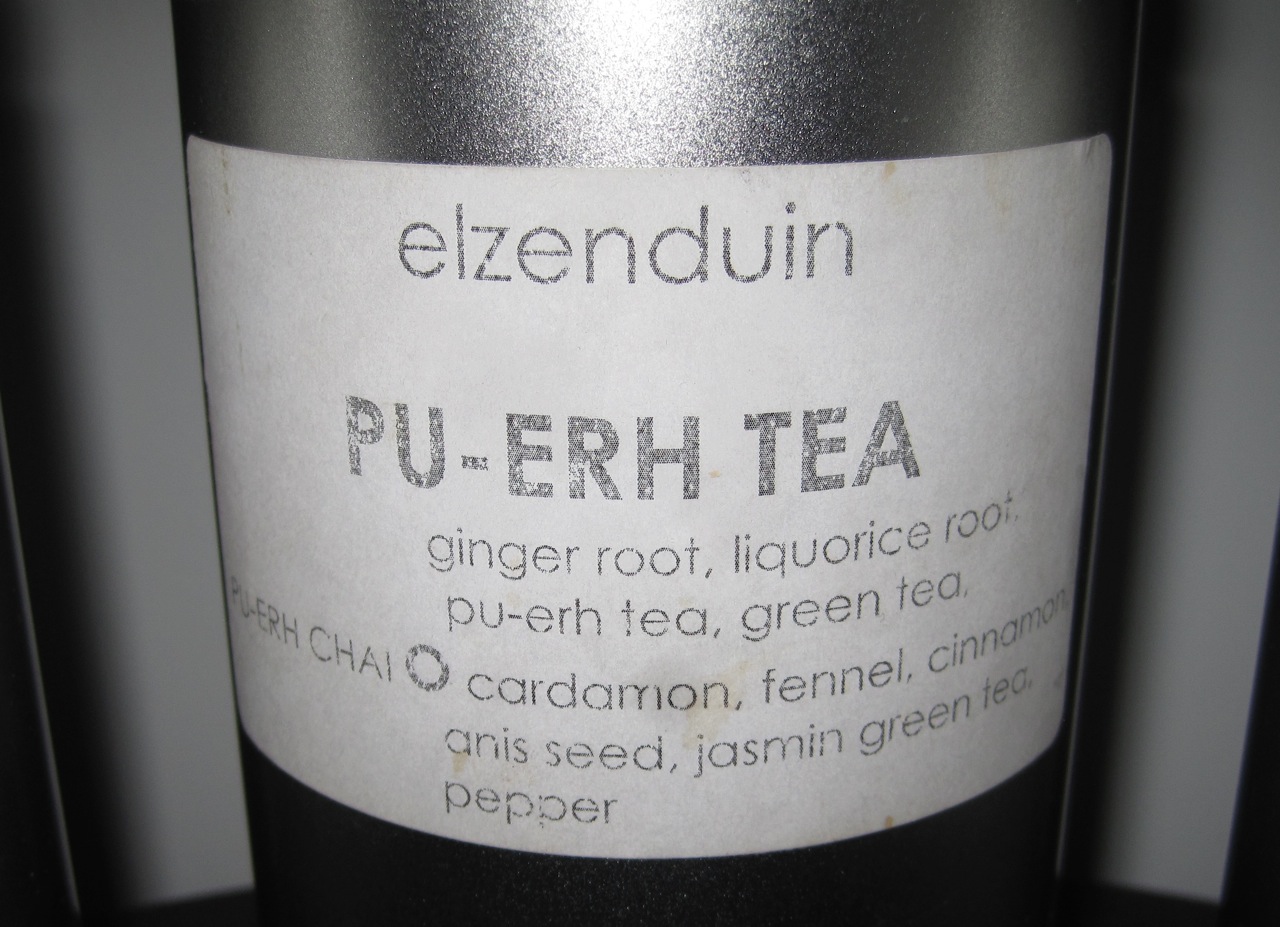 elzenduin
PU-ERH TEA
ginger root, liquorice root,
pu-erh tea, green tea,
PU-ERH CHAI
cardamon, fennel, cinnamon,
anis seed, jasmin green tea,
pepper